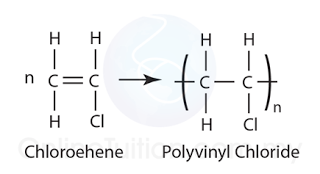 H H H H
n C = C → ( C — C )n
H Cl H Cl
Chloroehene Polyvinyl Chloride